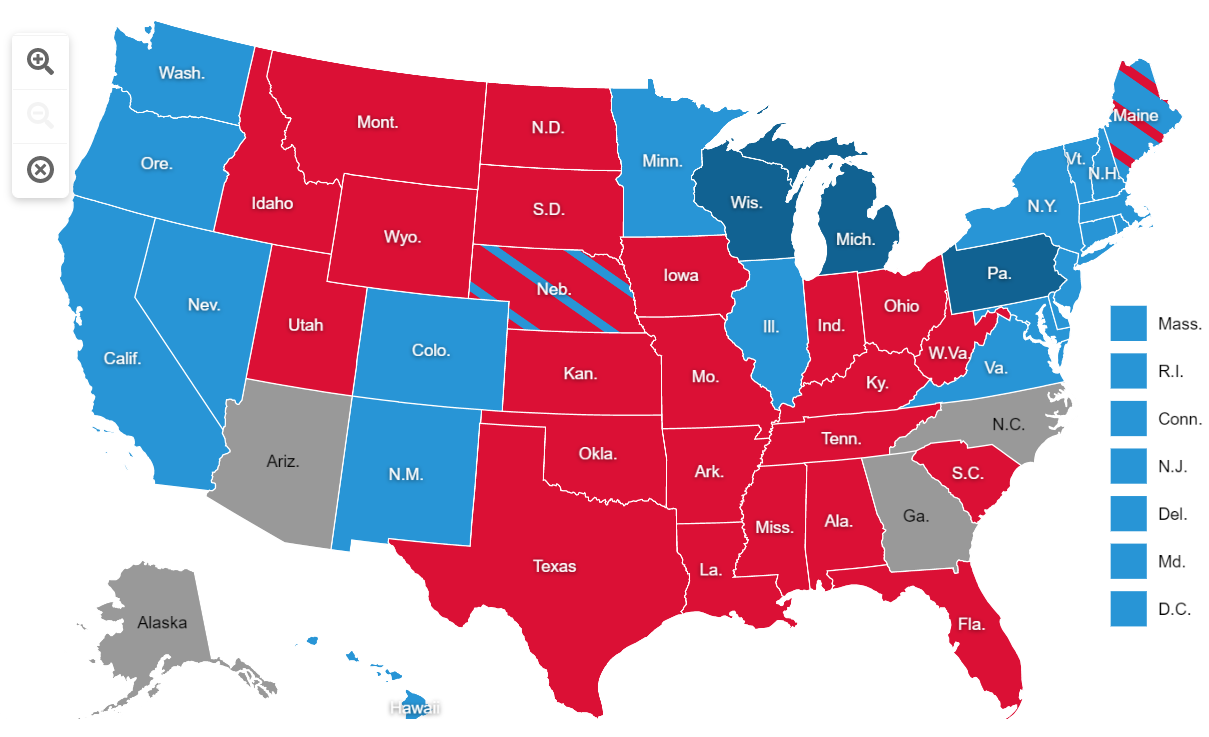 Wash.
Mont.
N.D.
Minn.
Maine
Ore.
Idaho
S.D.
Wis.
Mich.
Vt.
N.H.
N.Y.
Wyo.
Neb.
Iowa
Pa.
Nev.
Utah
Colo.
Ill.
Ind.
Ohio
Calif.
Kan.
Mo.
Ky.
W.Va.
Va.
Ariz.
N.M.
Okla.
Ark.
Tenn.
N.C.
S.C.
Texas
La.
Miss.
Ala.
Ga.
Fla.
Alaska
Hawaii
Mass.
R.I.
Conn.
N.J.
Del.
Md.
D.C.